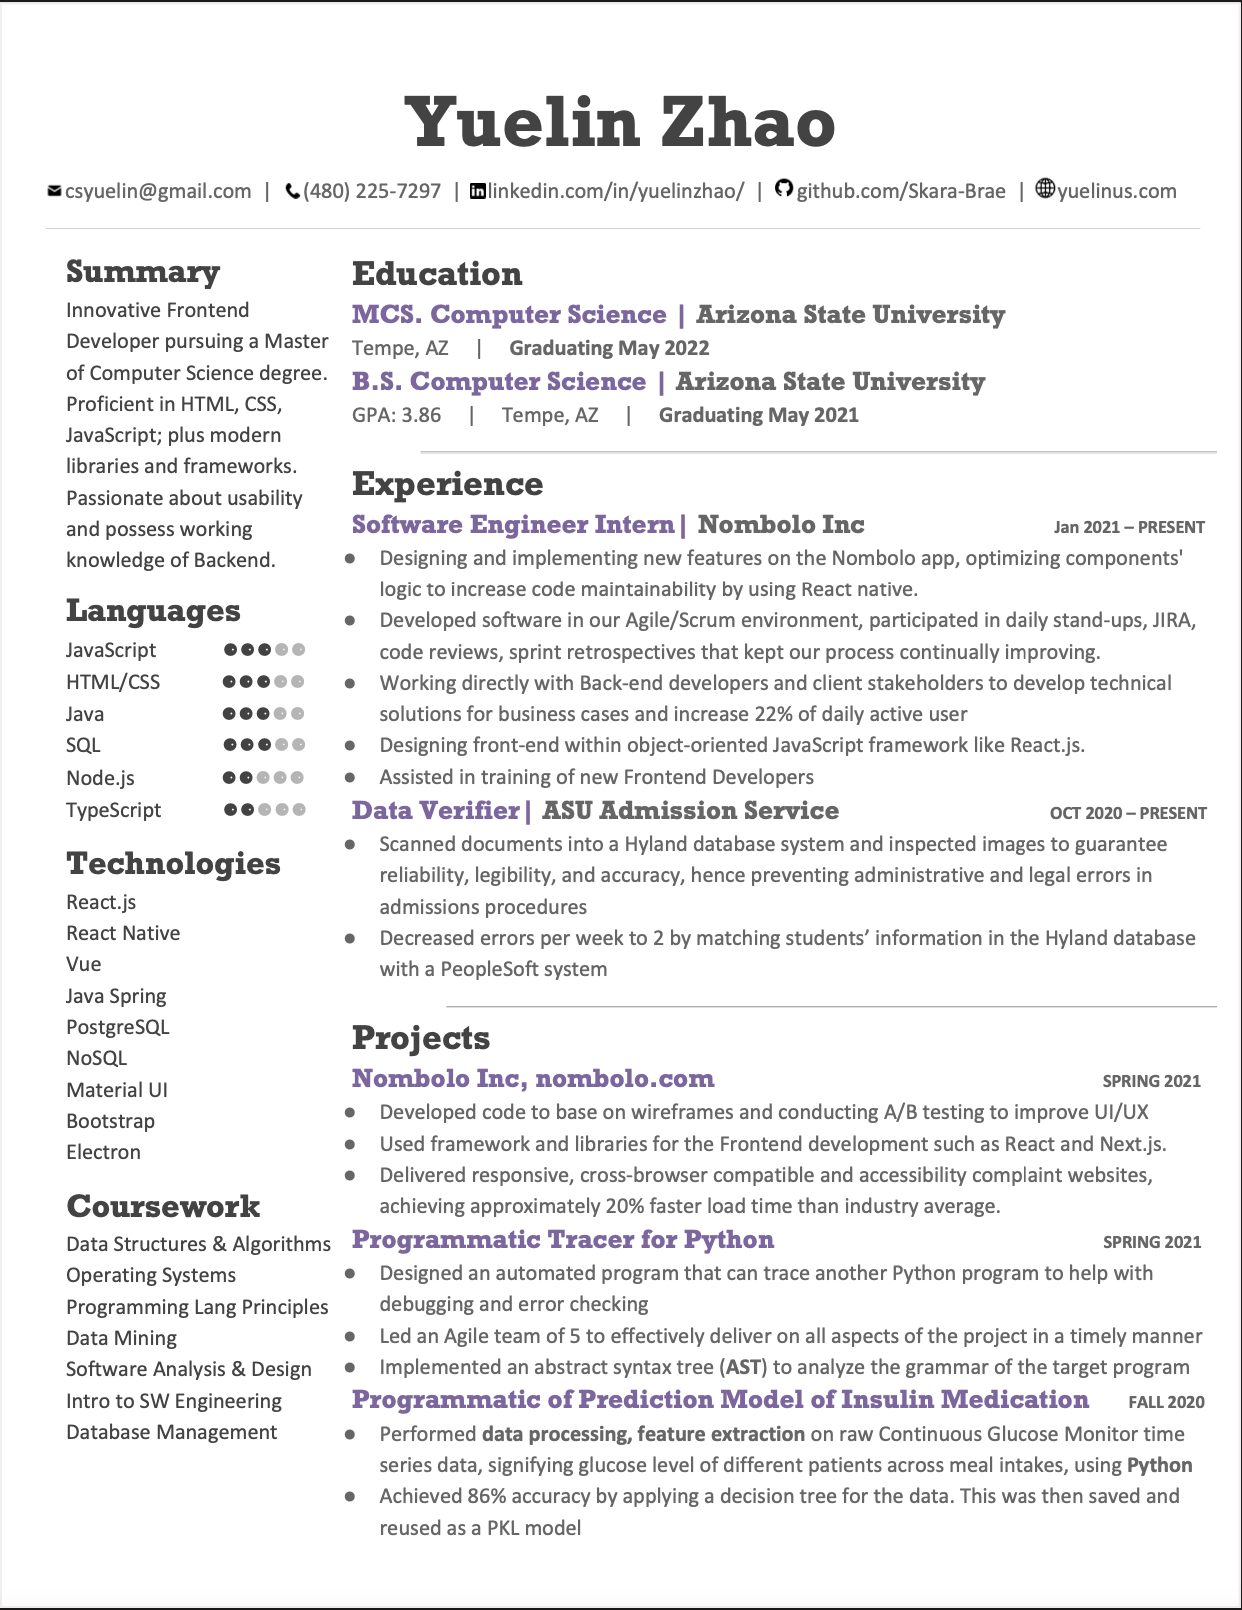 Yuelin Zhao
csyuelin@gmail.com | (480) 225-7297 | linkedin.com/in/yuelinzhao/ | github.com/Skara-Brae | yuelinus.com
Summary
Innovative Frontend
Developer pursuing a Master
of Computer Science degree.
Proficient in HTML, CSS,
JavaScript; plus modern
libraries and frameworks.
Passionate about usability
and possess working
knowledge of Backend.
Languages
JavaScript
HTML/CSS
Java
SQL
Node.js
TypeScript
Technologies
React.js
React Native
Vue
Java Spring
PostgreSQL
NoSQL
Material UI
Bootstrap
Electron
Coursework
Data Structures & Algorithms
Operating Systems
Programming Lang Principles
Data Mining
Software Analysis & Design
Intro to SW Engineering
Database Management
Education
MCS. Computer Science | Arizona State University
Tempe, AZ | Graduating May 2022
B.S. Computer Science | Arizona State University
GPA: 3.86 | Tempe, AZ | Graduating May 2021
Experience
Software Engineer Intern| Nombolo Inc Jan 2021 – PRESENT
● Designing and implementing new features on the Nombolo app, optimizing components'
logic to increase code maintainability by using React native.
● Developed software in our Agile/Scrum environment, participated in daily stand-ups, JIRA,
code reviews, sprint retrospectives that kept our process continually improving.
● Working directly with Back-end developers and client stakeholders to develop technical
solutions for business cases and increase 22% of daily active user
● Designing front-end within object-oriented JavaScript framework like React.js.
● Assisted in training of new Frontend Developers
Data Verifier| ASU Admission Service OCT 2020 – PRESENT
● Scanned documents into a Hyland database system and inspected images to guarantee
reliability, legibility, and accuracy, hence preventing administrative and legal errors in
admissions procedures
● Decreased errors per week to 2 by matching students’ information in the Hyland database
with a PeopleSoft system
Projects
Nombolo Inc, nombolo.com SPRING 2021
● Developed code to base on wireframes and conducting A/B testing to improve UI/UX
● Used framework and libraries for the Frontend development such as React and Next.js.
● Delivered responsive, cross-browser compatible and accessibility complaint websites,
achieving approximately 20% faster load time than industry average.
Programmatic Tracer for Python SPRING 2021
● Designed an automated program that can trace another Python program to help with
debugging and error checking
● Led an Agile team of 5 to effectively deliver on all aspects of the project in a timely manner
● Implemented an abstract syntax tree (AST) to analyze the grammar of the target program
Programmatic of Prediction Model of Insulin Medication FALL 2020
● Performed data processing, feature extraction on raw Continuous Glucose Monitor time
series data, signifying glucose level of different patients across meal intakes, using Python
● Achieved 86% accuracy by applying a decision tree for the data. This was then saved and
reused as a PKL model